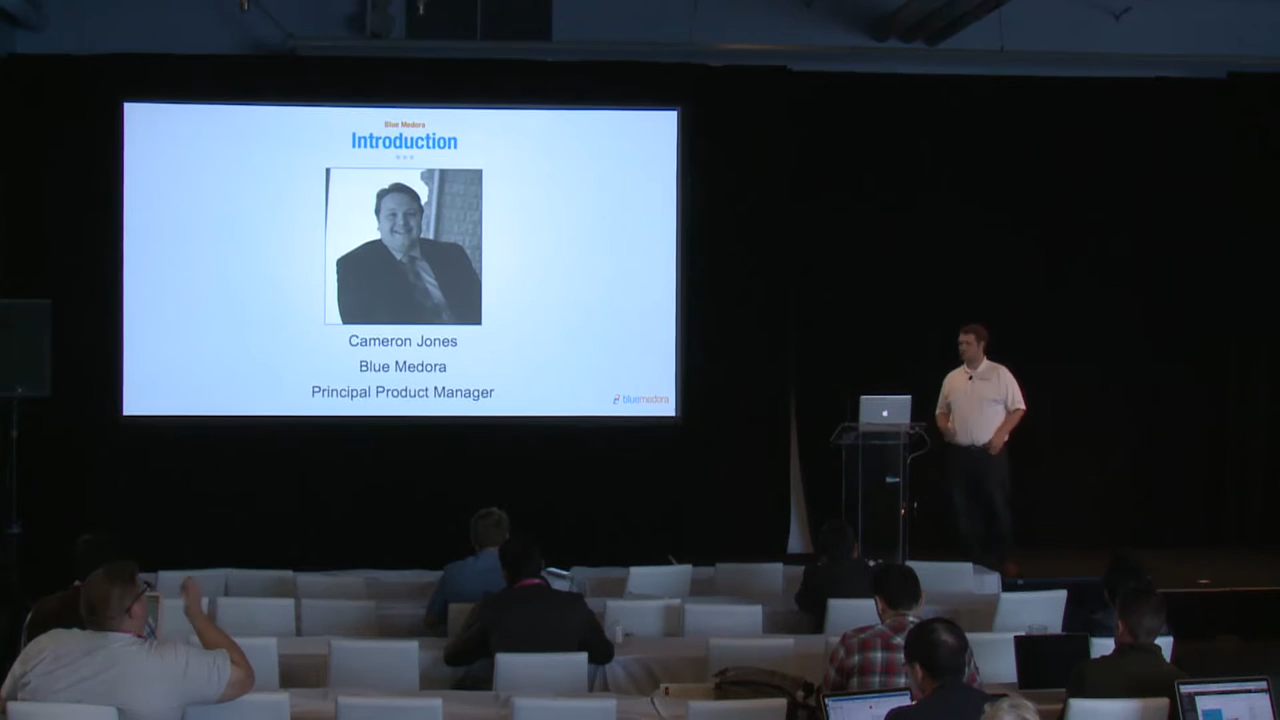 Blue Medora
Introduction
Cameron Jones
Blue Medora
Principal Product Manager
bluemedora